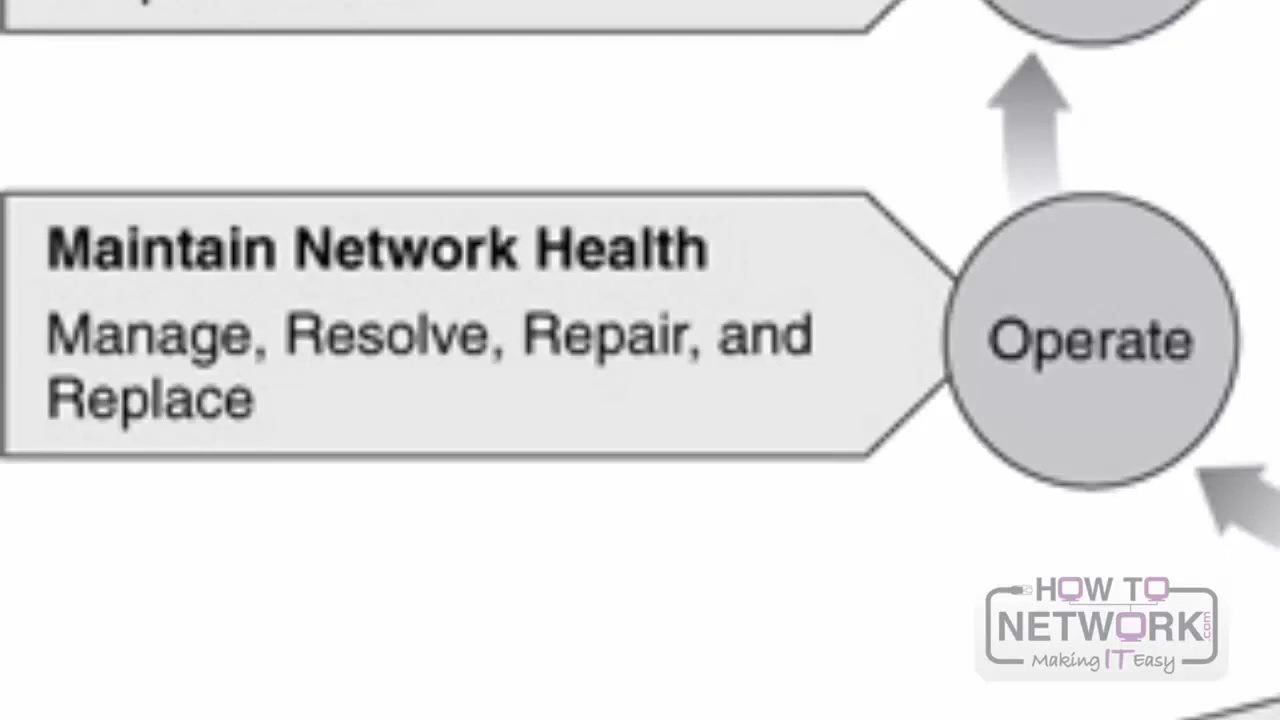 Maintain Network Health
Manage, Resolve, Repair, and
Replace
Operate
HOW TO
NETWORK.com
Making IT Easy